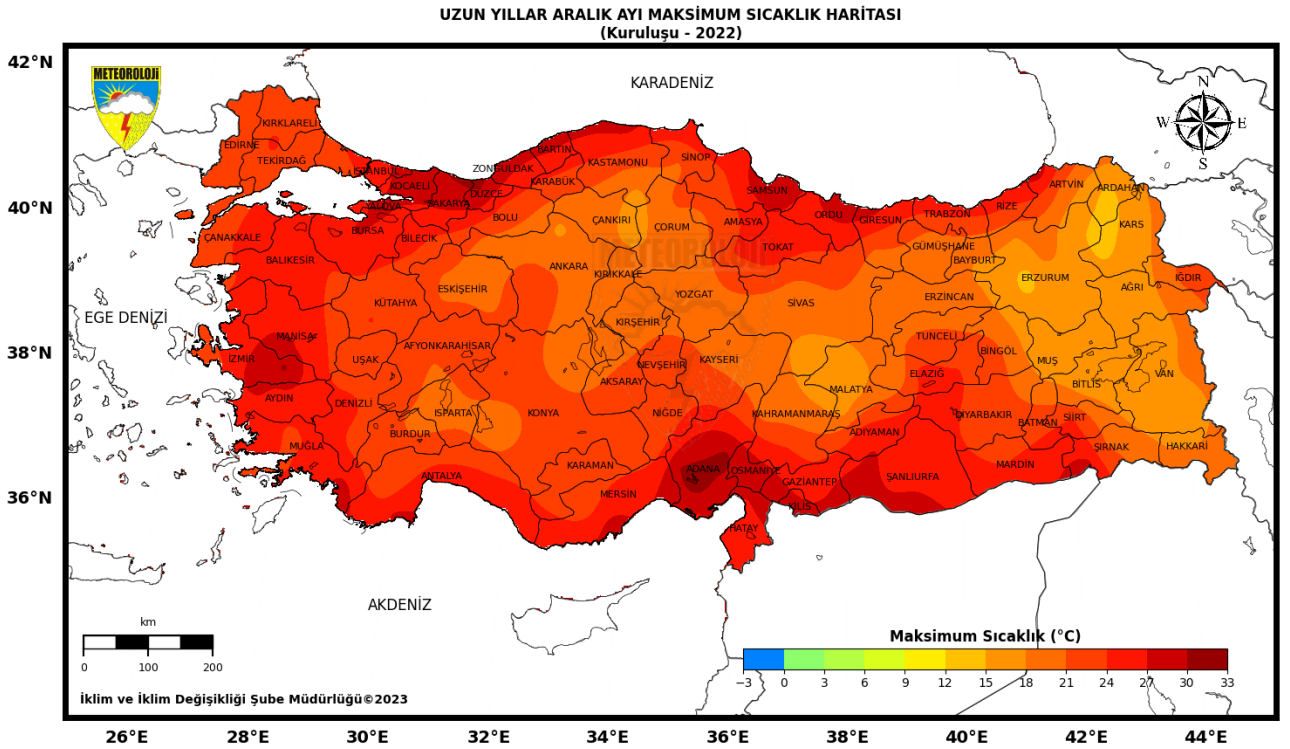 UZUN YILLAR ARALIK AYI MAKSİMUM SICAKLIK HARİTASI
(Kuruluşu - 2022)
42°N
40°N
38°N
36°N
METEOROLOJİ
KARADENİZ
N
W
E
S
KIRKLARELİ
EDİRNE
TEKİRDAĞ
İSTANBUL
KOCAELİ
YALOVA
SAKARYA
DÜZCE
ZONGULDAK
BARTIN
KARABÜK
KASTAMONU
SİNOP
SAMSUN
ORDU
GİRESUN
TRABZON
RİZE
ARTVİN
ARDAHAN
KARS
ÇANAKKALE
BURSA
BİLECİK
BOLU
ÇANKIRI
ÇORUM
AMASYA
TOKAT
GÜMÜŞHANE
BAYBURT
BALIKESİR
ESKİŞEHİR
ANKARA
KIRIKKALE
METEOROLOJİ
ERZURUM
AĞRI
IĞDIR
KÜTAHYA
YOZGAT
SİVAS
ERZİNCAN
EGE DENİZİ
MANİSA
İZMİR
UŞAK
AFYONKARAHİSAR
KIRŞEHİR
NEVŞEHİR
KAYSERİ
TUNCELİ
BİNGÖL
MUŞ
BİTLİS
VAN
AYDIN
DENİZLİ
ISPARTA
KONYA
AKSARAY
NİĞDE
KAHRAMANMARAŞ
MALATYA
ELAZIĞ
DİYARBAKIR
BATMAN
SİİRT
MUĞLA
BURDUR
ADIYAMAN
ŞIRNAK
HAKKARİ
ANTALYA
KARAMAN
MERSİN
ADANA
OSMANİYE
GAZİANTEP
ŞANLIURFA
MARDİN
HATAY
AKDENİZ
km
0 100 200
Maksimum Sıcaklık (°C)
−3 0 3 6 9 12 15 18 21 24 27 30 33
İklim ve İklim Değişikliği Şube Müdürlüğü©2023
26°E 28°E 30°E 32°E 34°E 36°E 38°E 40°E 42°E 44°E